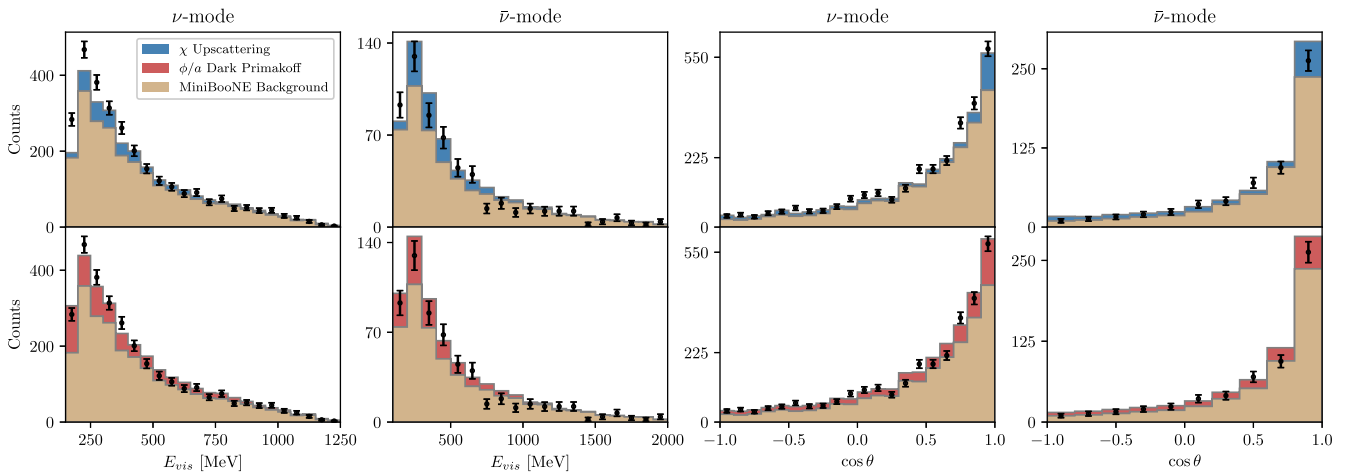 ν-mode
ν̄-mode
ν-mode
ν̄-mode
Counts
400
200
0
χ Upscattering
ϕ/a Dark Primakoff
MiniBooNE Background
140
70
0
550
225
0
250
125
0
Counts
400
200
0
140
70
0
550
225
0
250
125
0
250 500 750 1000 1250
500 1000 1500 2000
−1.0 −0.5 0.0 0.5 1.0
−1.0 −0.5 0.0 0.5 1.0
E_vis [MeV]
E_vis [MeV]
cos θ
cos θ